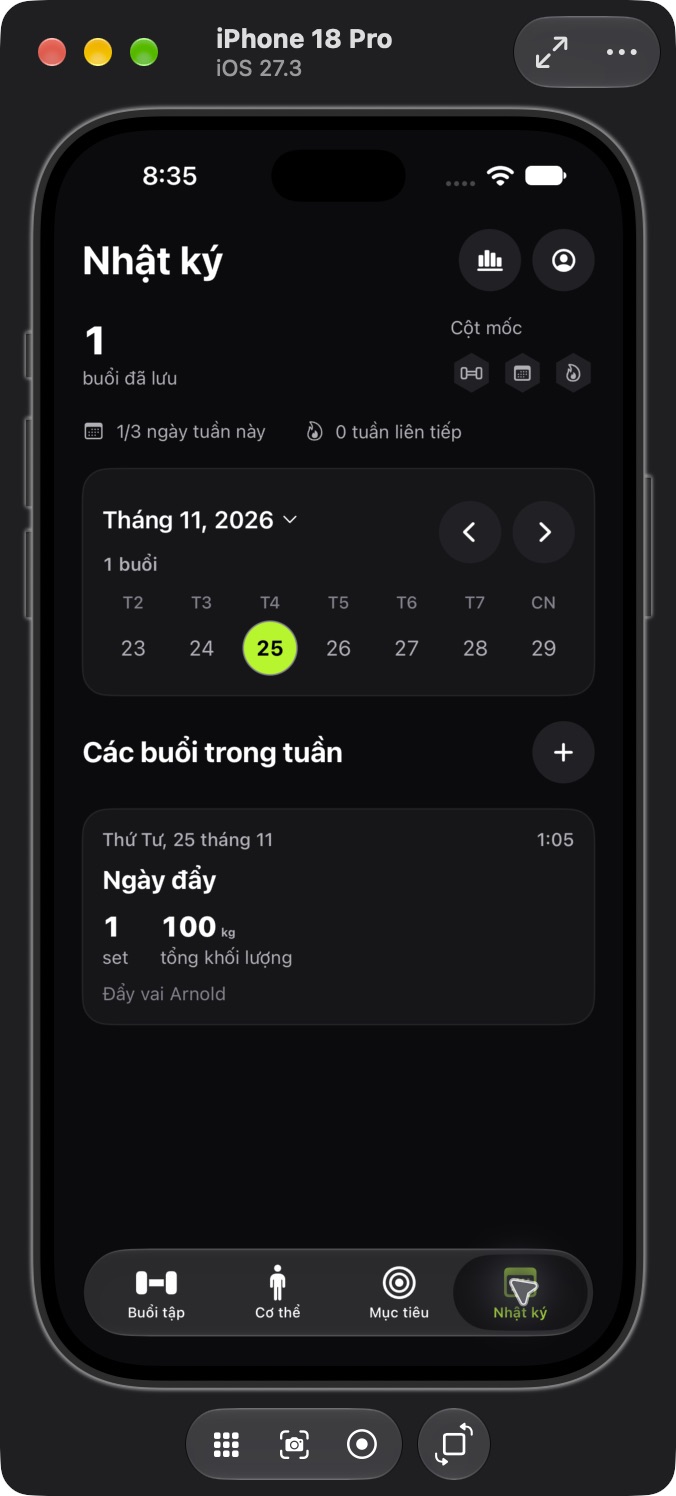 iPhone 18 Pro
iOS 27.3
8:35
Nhật ký
1
buổi đã lưu
Cột mốc
1/3 ngày tuần này
0 tuần liên tiếp
Tháng 11, 2026
1 buổi
T2 T3 T4 T5 T6 T7 CN
23 24 25 26 27 28 29
Các buổi trong tuần
Thứ Tư, 25 tháng 11 1:05
Ngày đẩy
1 100 kg
set tổng khối lượng
Đẩy vai Arnold
Buổi tập Cơ thể Mục tiêu Nhật ký